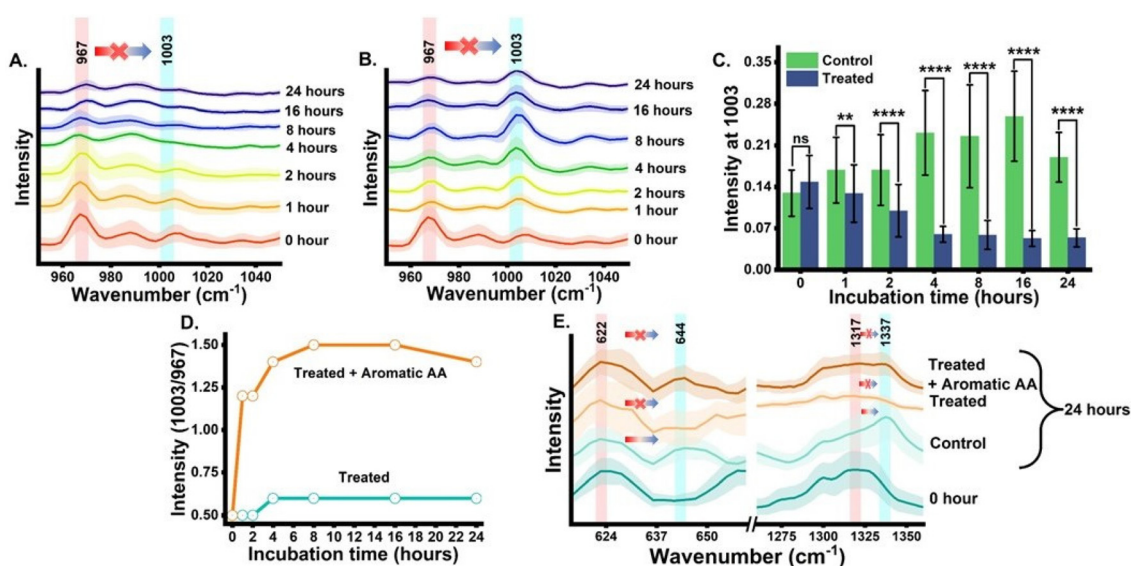 A.
967
1003
24 hours
16 hours
8 hours
4 hours
2 hours
1 hour
0 hour
Intensity
960 980 1000 1020 1040
Wavenumber (cm-1)
B.
967
1003
24 hours
16 hours
8 hours
4 hours
2 hours
1 hour
0 hour
Intensity
960 980 1000 1020 1040
Wavenumber (cm-1)
C.
Control
Treated
ns
**
****
****
****
****
****
Intensity at 1003
0.35
0.28
0.21
0.14
0.07
0.00
0 1 2 4 8 16 24
Incubation time (hours)
D.
Intensity (1003/967)
1.50
1.25
1.00
0.75
0.50
Treated + Aromatic AA
Treated
0 2 4 6 8 10 12 14 16 18 20 22 24
Incubation time (hours)
E.
622
644
1317
1337
Treated
+ Aromatic AA
Treated
Control
24 hours
0 hour
Intensity
624 637 650 1275 1300 1325 1350
Wavenumber (cm-1)